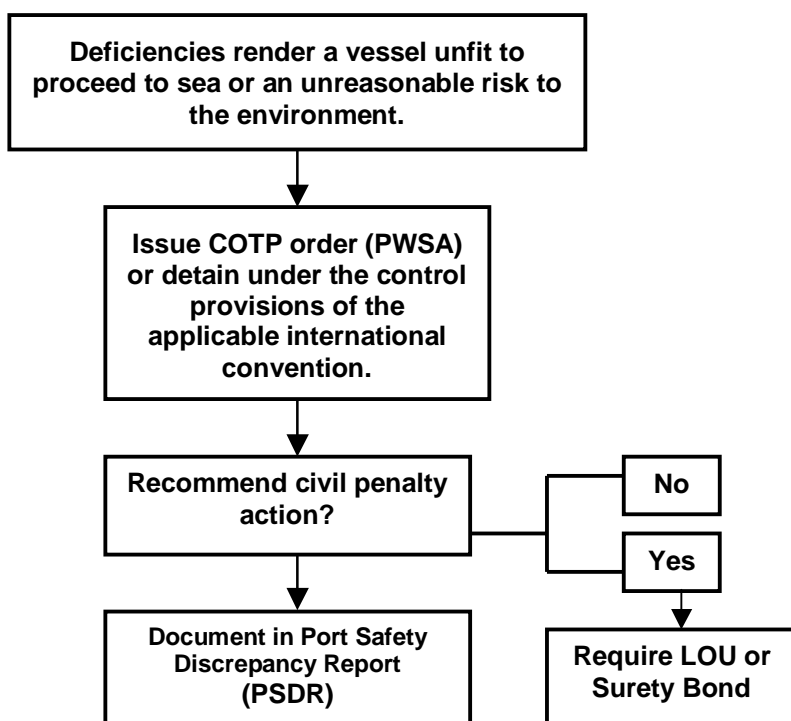 Deficiencies render a vessel unfit to
proceed to sea or an unreasonable risk to
the environment.
Issue COTP order (PWSA)
or detain under the control
provisions of the
applicable international
convention.
Recommend civil penalty
action?
No
Yes
Document in Port Safety
Discrepancy Report
(PSDR)
Require LOU or
Surety Bond